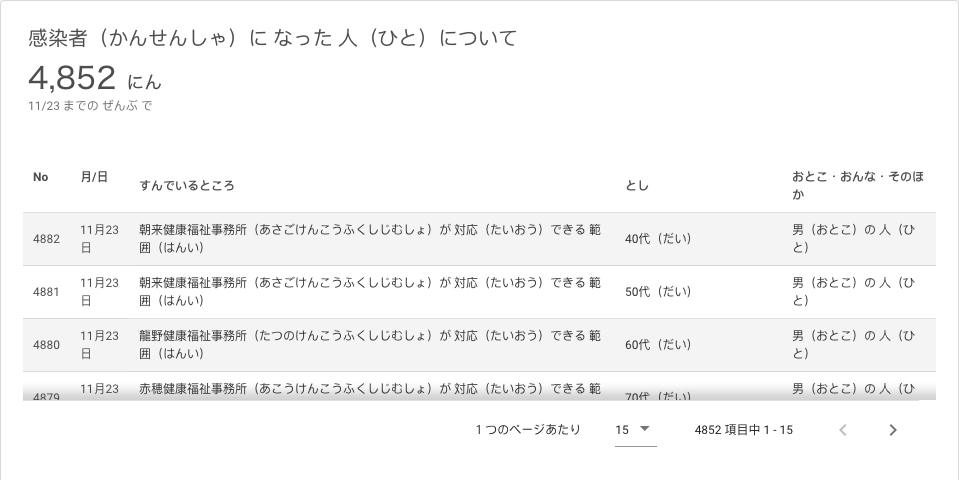 感染者（かんせんしゃ）に なった 人（ひと）について
4,852 にん
11/23 までの ぜんぶ で
No 月/日 すんでいるところ とし おとこ・おんな・そのほ
か
4882 11月23 朝来健康福祉事務所（あさごけんこうふくしじむしょ）が 対応（たいおう）できる 範 40代（だい） 男（おとこ）の 人（ひ
日 囲（はんい） と）
4881 11月23 朝来健康福祉事務所（あさごけんこうふくしじむしょ）が 対応（たいおう）できる 範 50代（だい） 男（おとこ）の 人（ひ
日 囲（はんい） と）
4880 11月23 龍野健康福祉事務所（たつのけんこうふくしじむしょ）が 対応（たいおう）できる 範 60代（だい） 男（おとこ）の 人（ひ
日 囲（はんい） と）
4879 11月23 赤穂健康福祉事務所（あこうけんこうふくしじむしょ）が 対応（たいおう）できる 範 70代（だい） 男（おとこ）の 人（ひ
1 つのページあたり 15 4852 項目中 1 - 15